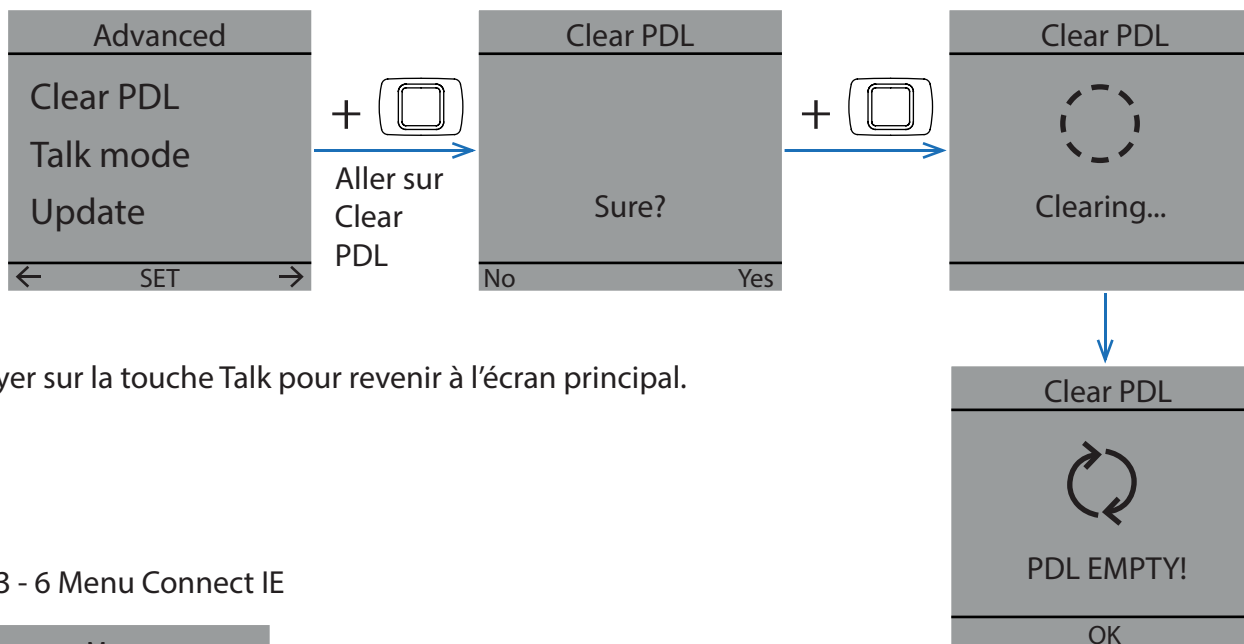 Advanced
Clear PDL
Talk mode
Update
← SET →
+
Aller sur
Clear
PDL
Clear PDL
Sure?
No Yes
+
Clear PDL
Clearing...
yer sur la touche Talk pour revenir à l’écran principal.
Clear PDL
PDL EMPTY!
OK
3 - 6 Menu Connect IE